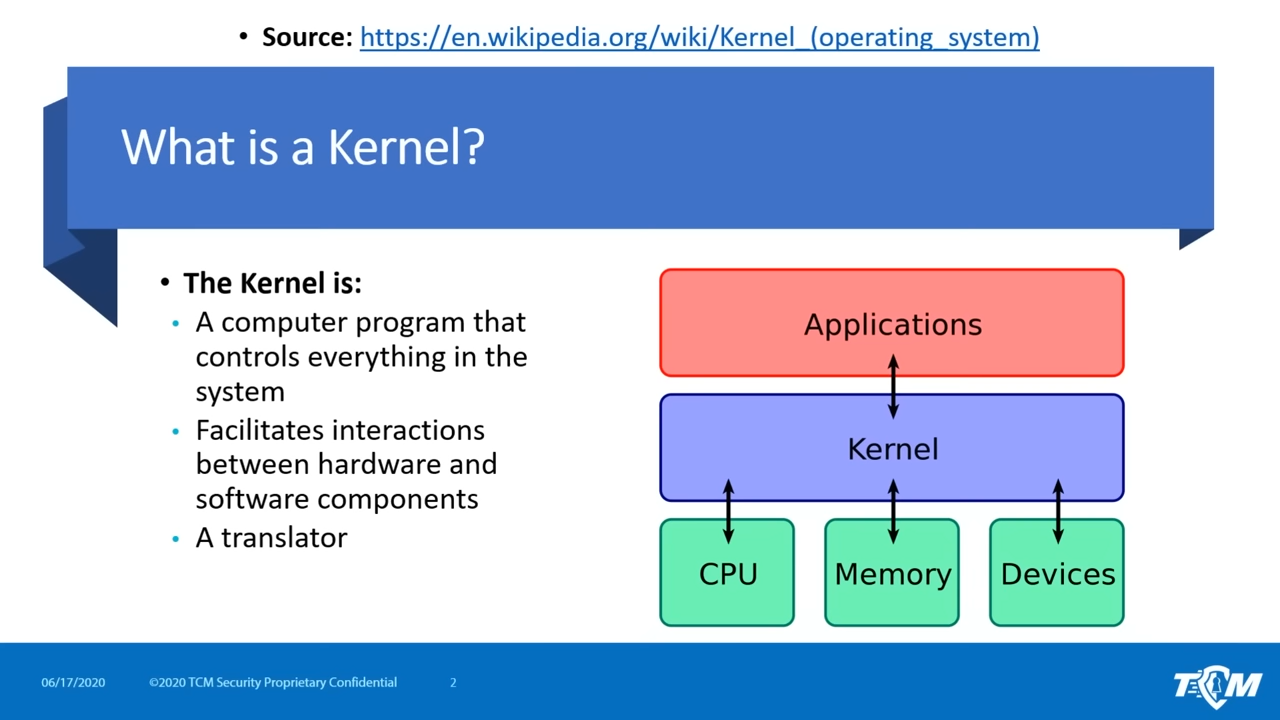 • Source: https://en.wikipedia.org/wiki/Kernel_(operating_system)
What is a Kernel?
• The Kernel is:
• A computer program that
controls everything in the
system
• Facilitates interactions
between hardware and
software components
• A translator
Applications
Kernel
CPU Memory Devices
06/17/2020 ©2020 TCM Security Proprietary Confidential 2
TCM